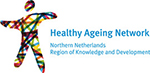 Healthy Ageing Network
Northern Netherlands
Region of Knowledge and Development